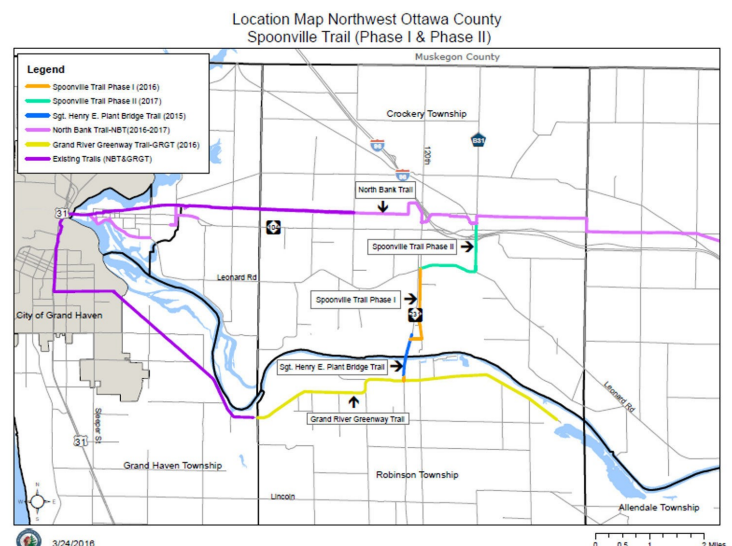 Location Map Northwest Ottawa County
Spoonville Trail (Phase I & Phase II)
Muskegon County
Legend
Spoonville Trail Phase I (2016)
Spoonville Trail Phase II (2017)
Sgt. Henry E. Plant Bridge Trail (2015)
North Bank Trail-NBT(2016-2017)
Grand River Greenway Trail-GRGT (2016)
Existing Trails (NBT&GRGT)
Crockery Township
120th
B31
96
96
North Bank Trail
31
104
Spoonville Trail Phase II
Leonard Rd
Spoonville Trail Phase I
City of Grand Haven
Sgt. Henry E. Plant Bridge Trail
Leonard Rd
Grand River Greenway Trail
31
Grand Haven Township
Robinson Township
Lincoln
Allendale Township
N
W
E
S
3/24/2016
0 0.5 1 2 Miles